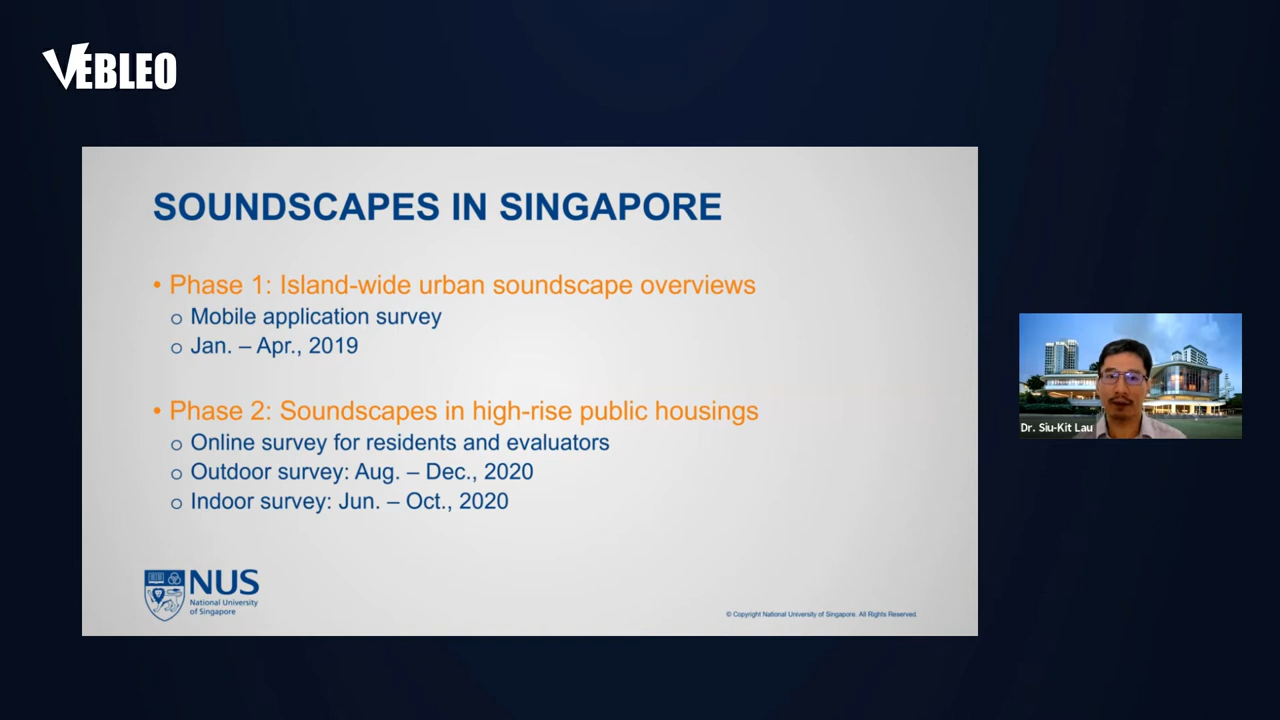 VEBLEO
SOUNDSCAPES IN SINGAPORE
• Phase 1: Island-wide urban soundscape overviews
o Mobile application survey
o Jan. – Apr., 2019
• Phase 2: Soundscapes in high-rise public housings
o Online survey for residents and evaluators
o Outdoor survey: Aug. – Dec., 2020
o Indoor survey: Jun. – Oct., 2020
NUS
National University
of Singapore
© Copyright National University of Singapore. All Rights Reserved.
Dr. Siu-Kit Lau